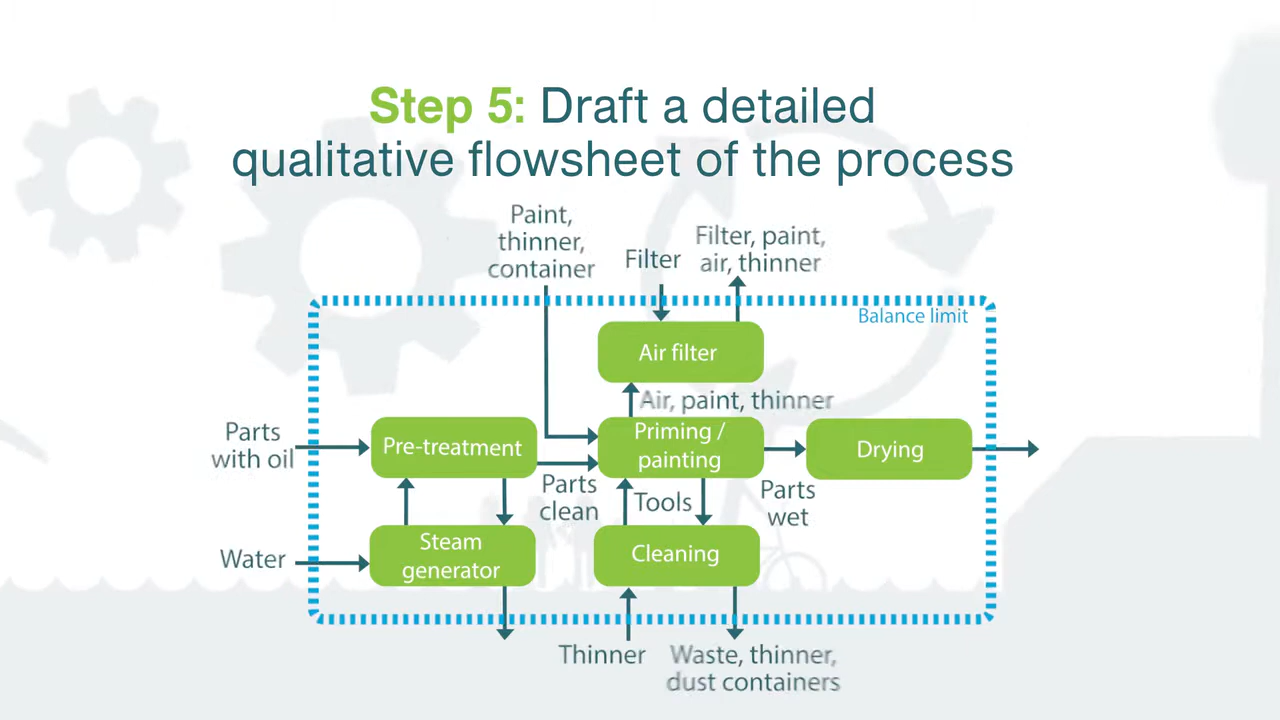 Step 5: Draft a detailed
qualitative flowsheet of the process
Paint,
thinner,
container
Filter
Filter, paint,
air, thinner
Balance limit
Air filter
Air, paint, thinner
Parts
with oil
Pre-treatment
Priming /
painting
Drying
Parts
clean
Tools
Parts
wet
Water
Steam
generator
Cleaning
Thinner
Waste, thinner,
dust containers